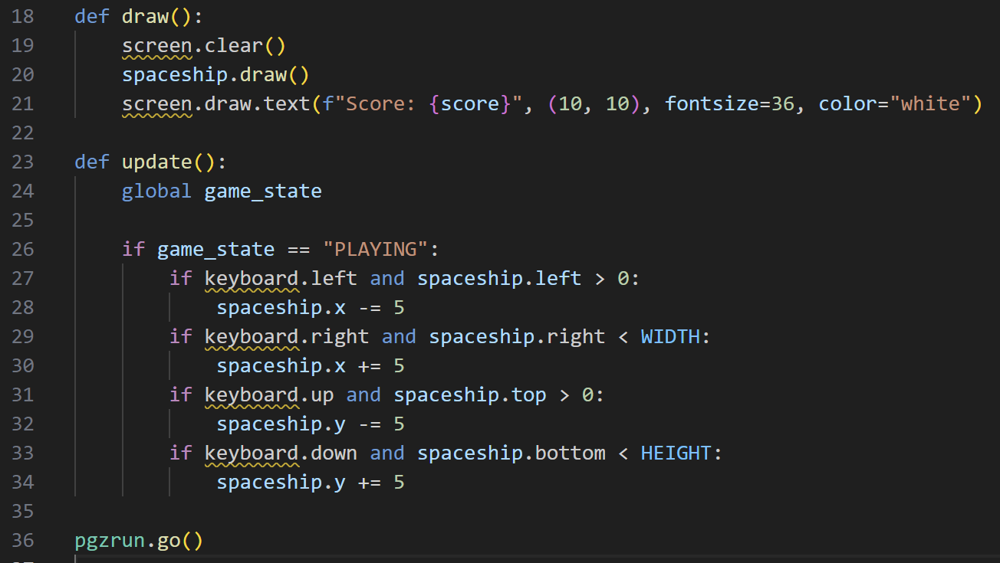 18 def draw():
19     screen.clear()
20     spaceship.draw()
21     screen.draw.text(f"Score: {score}", (10, 10), fontsize=36, color="white")
22
23 def update():
24     global game_state
25
26     if game_state == "PLAYING":
27         if keyboard.left and spaceship.left > 0:
28             spaceship.x -= 5
29         if keyboard.right and spaceship.right < WIDTH:
30             spaceship.x += 5
31         if keyboard.up and spaceship.top > 0:
32             spaceship.y -= 5
33         if keyboard.down and spaceship.bottom < HEIGHT:
34             spaceship.y += 5
35
36 pgzrun.go()